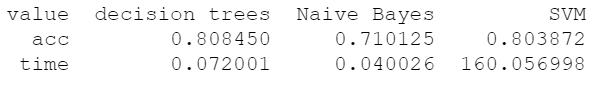 value decision trees Naive Bayes SVM
acc 0.808450 0.710125 0.803872
time 0.072001 0.040026 160.056998